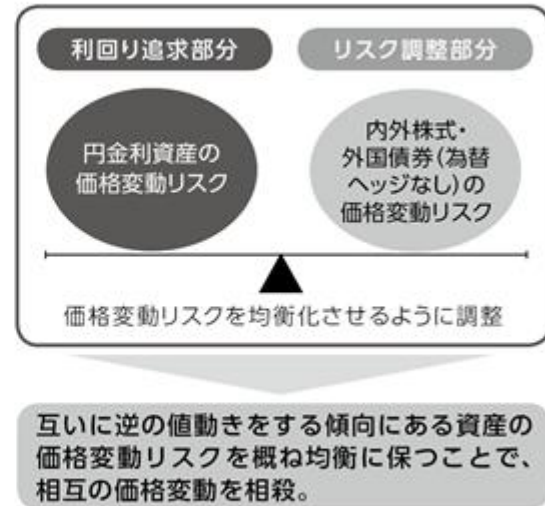 利回り追求部分
リスク調整部分
円金利資産の
価格変動リスク
内外株式・
外国債券(為替
ヘッジなし)の
価格変動リスク
価格変動リスクを均衡化させるように調整
互いに逆の値動きをする傾向にある資産の
価格変動リスクを概ね均衡に保つことで、
相互の価格変動を相殺。